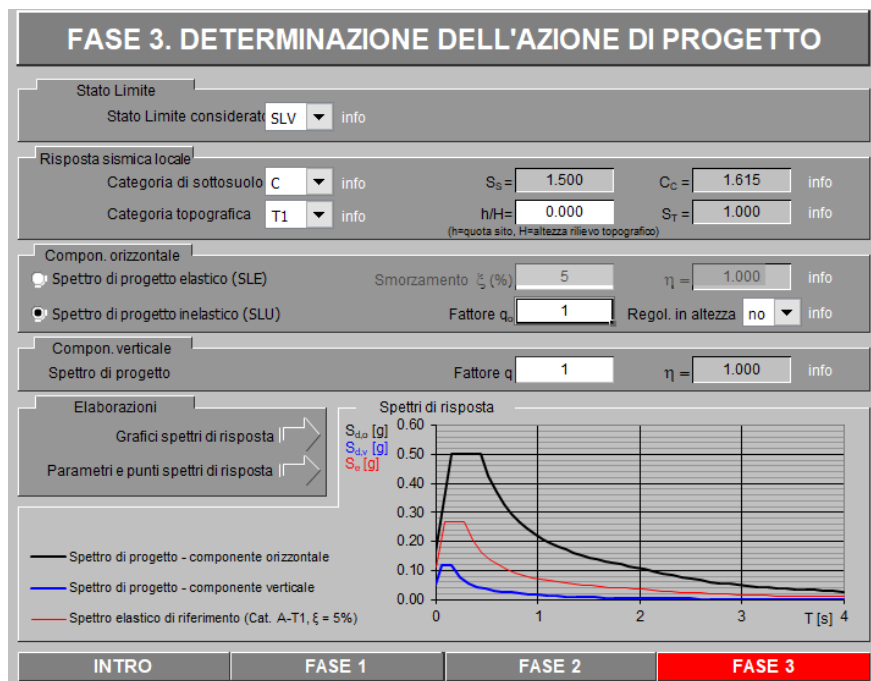 FASE 3. DETERMINAZIONE DELL'AZIONE DI PROGETTO
Stato Limite
Stato Limite considerato SLV info
Risposta sismica locale
Categoria di sottosuolo C info SS = 1.500 CC = 1.615 info
Categoria topografica T1 info h/H= 0.000 ST = 1.000 info
(h=quota sito, H=altezza rilievo topografico)
Compon. orizzontale
Spettro di progetto elastico (SLE) Smorzamento ξ (%) 5 η = 1.000 info
Spettro di progetto inelastico (SLU) Fattore qo 1 Regol. in altezza no info
Compon. verticale
Spettro di progetto Fattore q 1 η = 1.000 info
Elaborazioni
Grafici spettri di risposta
Parametri e punti spettri di risposta
Spettri di risposta
Sd,o [g]
Sd,v [g]
Se [g]
0.60
0.50
0.40
0.30
0.20
0.10
0.00
0 1 2 3 T [s] 4
Spettro di progetto - componente orizzontale
Spettro di progetto - componente verticale
Spettro elastico di riferimento (Cat. A-T1, ξ = 5%)
INTRO FASE 1 FASE 2 FASE 3